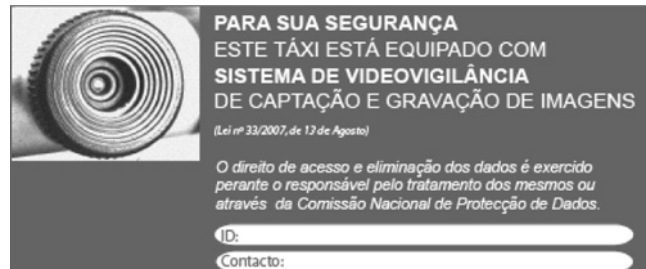 PARA SUA SEGURANÇA
ESTE TÁXI ESTÁ EQUIPADO COM
SISTEMA DE VIDEOVIGILÂNCIA
DE CAPTAÇÃO E GRAVAÇÃO DE IMAGENS
(Lei nº 33/2007, de 13 de Agosto)
O direito de acesso e eliminação dos dados é exercido
perante o responsável pelo tratamento dos mesmos ou
através da Comissão Nacional de Protecção de Dados.
ID:
Contacto: